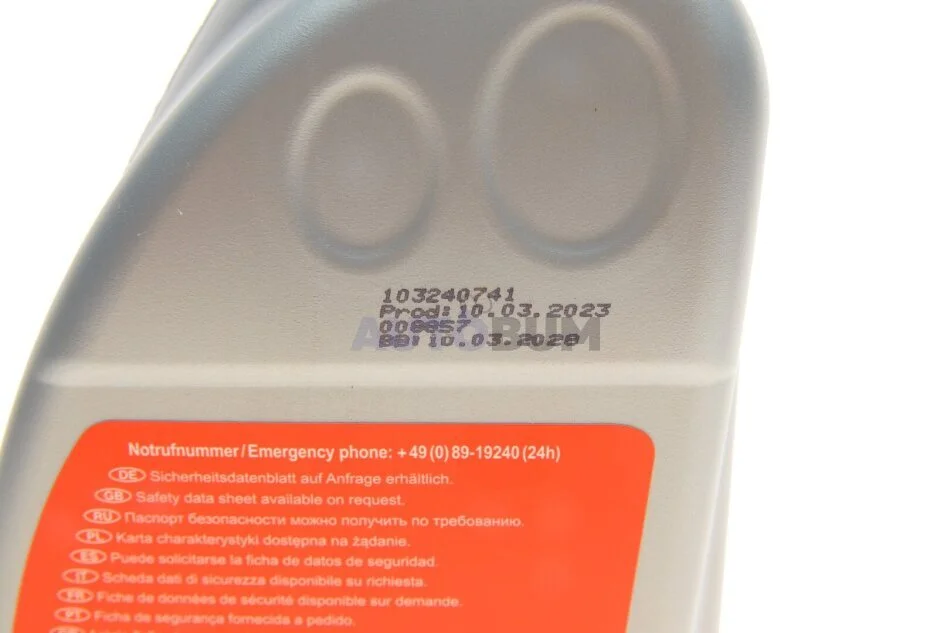 103240741
Prod:10.03.2023
008857
BB:10.03.2028
AUTOBUM
Notrufnummer/Emergency phone: +49(0)89-19240(24h)
DE Sicherheitsdatenblatt auf Anfrage erhältlich.
GB Safety data sheet available on request.
RU Паспорт безопасности можно получить по требованию.
PL Karta charakterystyki dostępna na żądanie.
ES Puede solicitarse la ficha de datos de seguridad.
IT Scheda dati di sicurezza disponibile su richiesta.
FR Fiche de données de sécurité disponible sur demande.
PT Ficha de segurança fornecida a pedido.